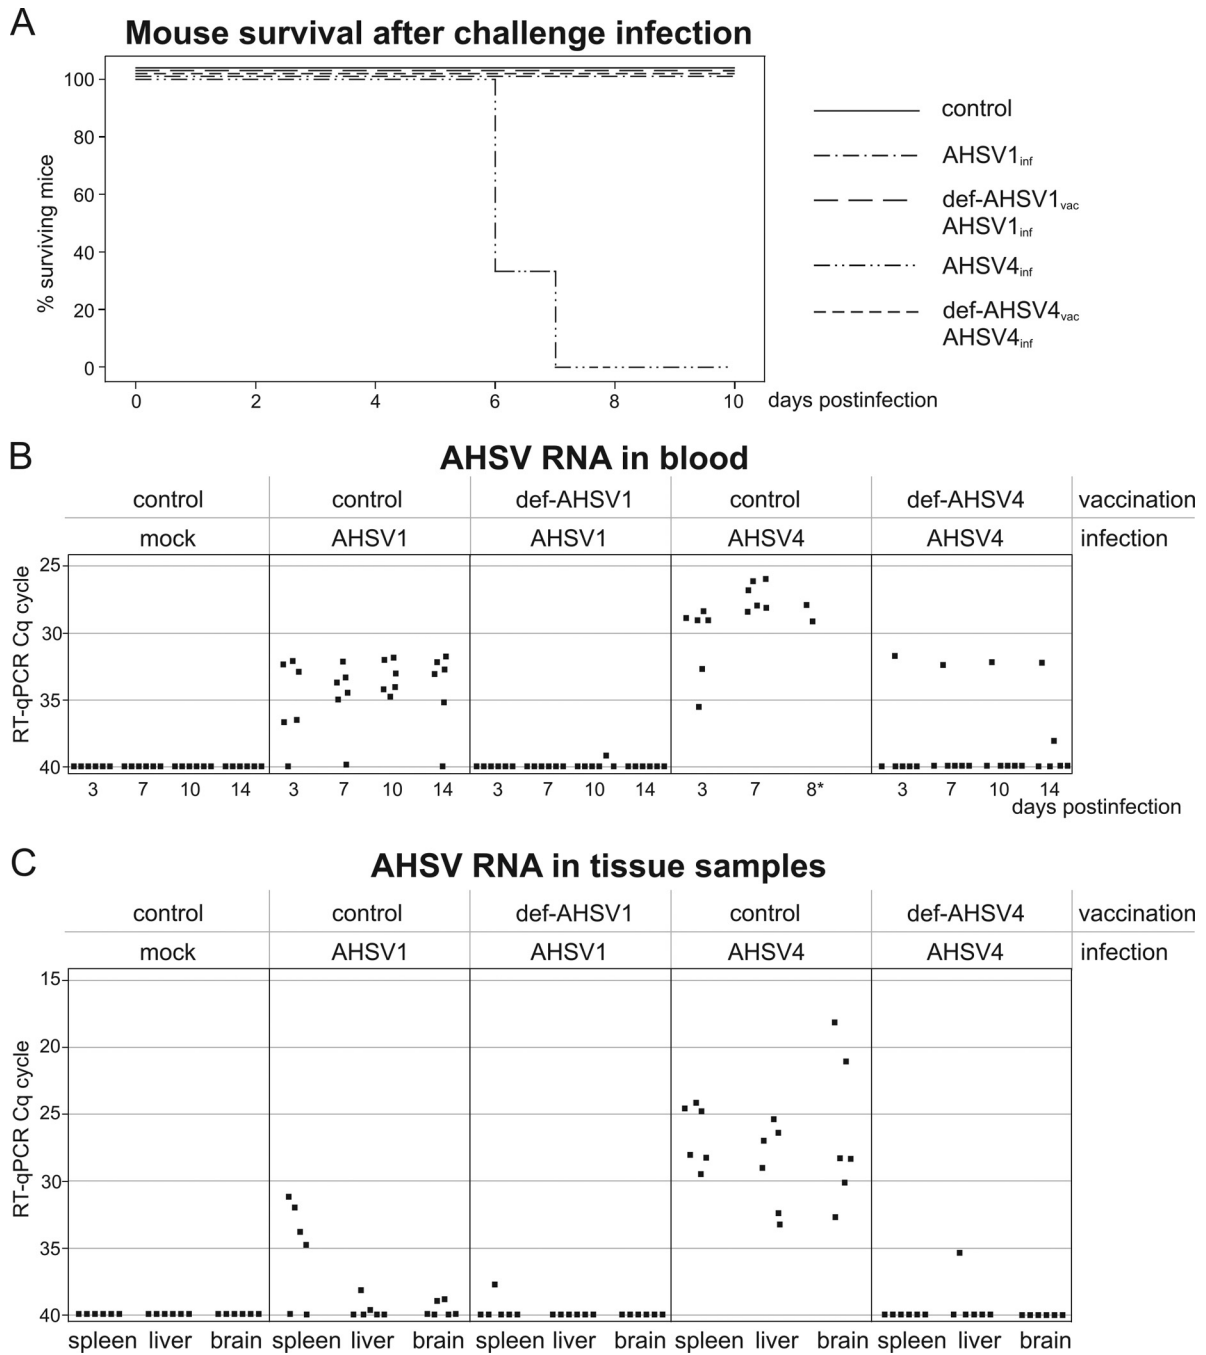 A
Mouse survival after challenge infection
% surviving mice
100
80
60
40
20
0
0 2 4 6 8 10 days postinfection
control
AHSV1inf
def-AHSV1vac
AHSV1inf
AHSV4inf
def-AHSV4vac
AHSV4inf
B
AHSV RNA in blood
control control def-AHSV1 control def-AHSV4 vaccination
mock AHSV1 AHSV1 AHSV4 AHSV4 infection
RT-qPCR Cq cycle
25
30
35
40
3 7 10 14 3 7 10 14 3 7 10 14 3 7 8* 3 7 10 14
days postinfection
C
AHSV RNA in tissue samples
control control def-AHSV1 control def-AHSV4 vaccination
mock AHSV1 AHSV1 AHSV4 AHSV4 infection
RT-qPCR Cq cycle
15
20
25
30
35
40
spleen liver brain spleen liver brain spleen liver brain spleen liver brain spleen liver brain